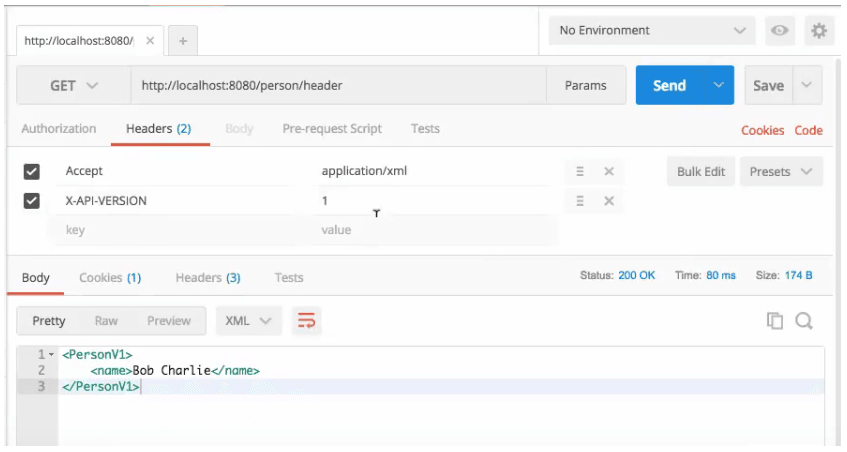 http://localhost:8080/ × +
No Environment
GET http://localhost:8080/person/header Params Send Save
Authorization Headers (2) Body Pre-request Script Tests Cookies Code
Accept application/xml Bulk Edit Presets
X-API-VERSION 1
key value
Body Cookies (1) Headers (3) Tests Status: 200 OK Time: 80 ms Size: 174 B
Pretty Raw Preview XML
1 <PersonV1>
2 <name>Bob Charlie</name>
3 </PersonV1>